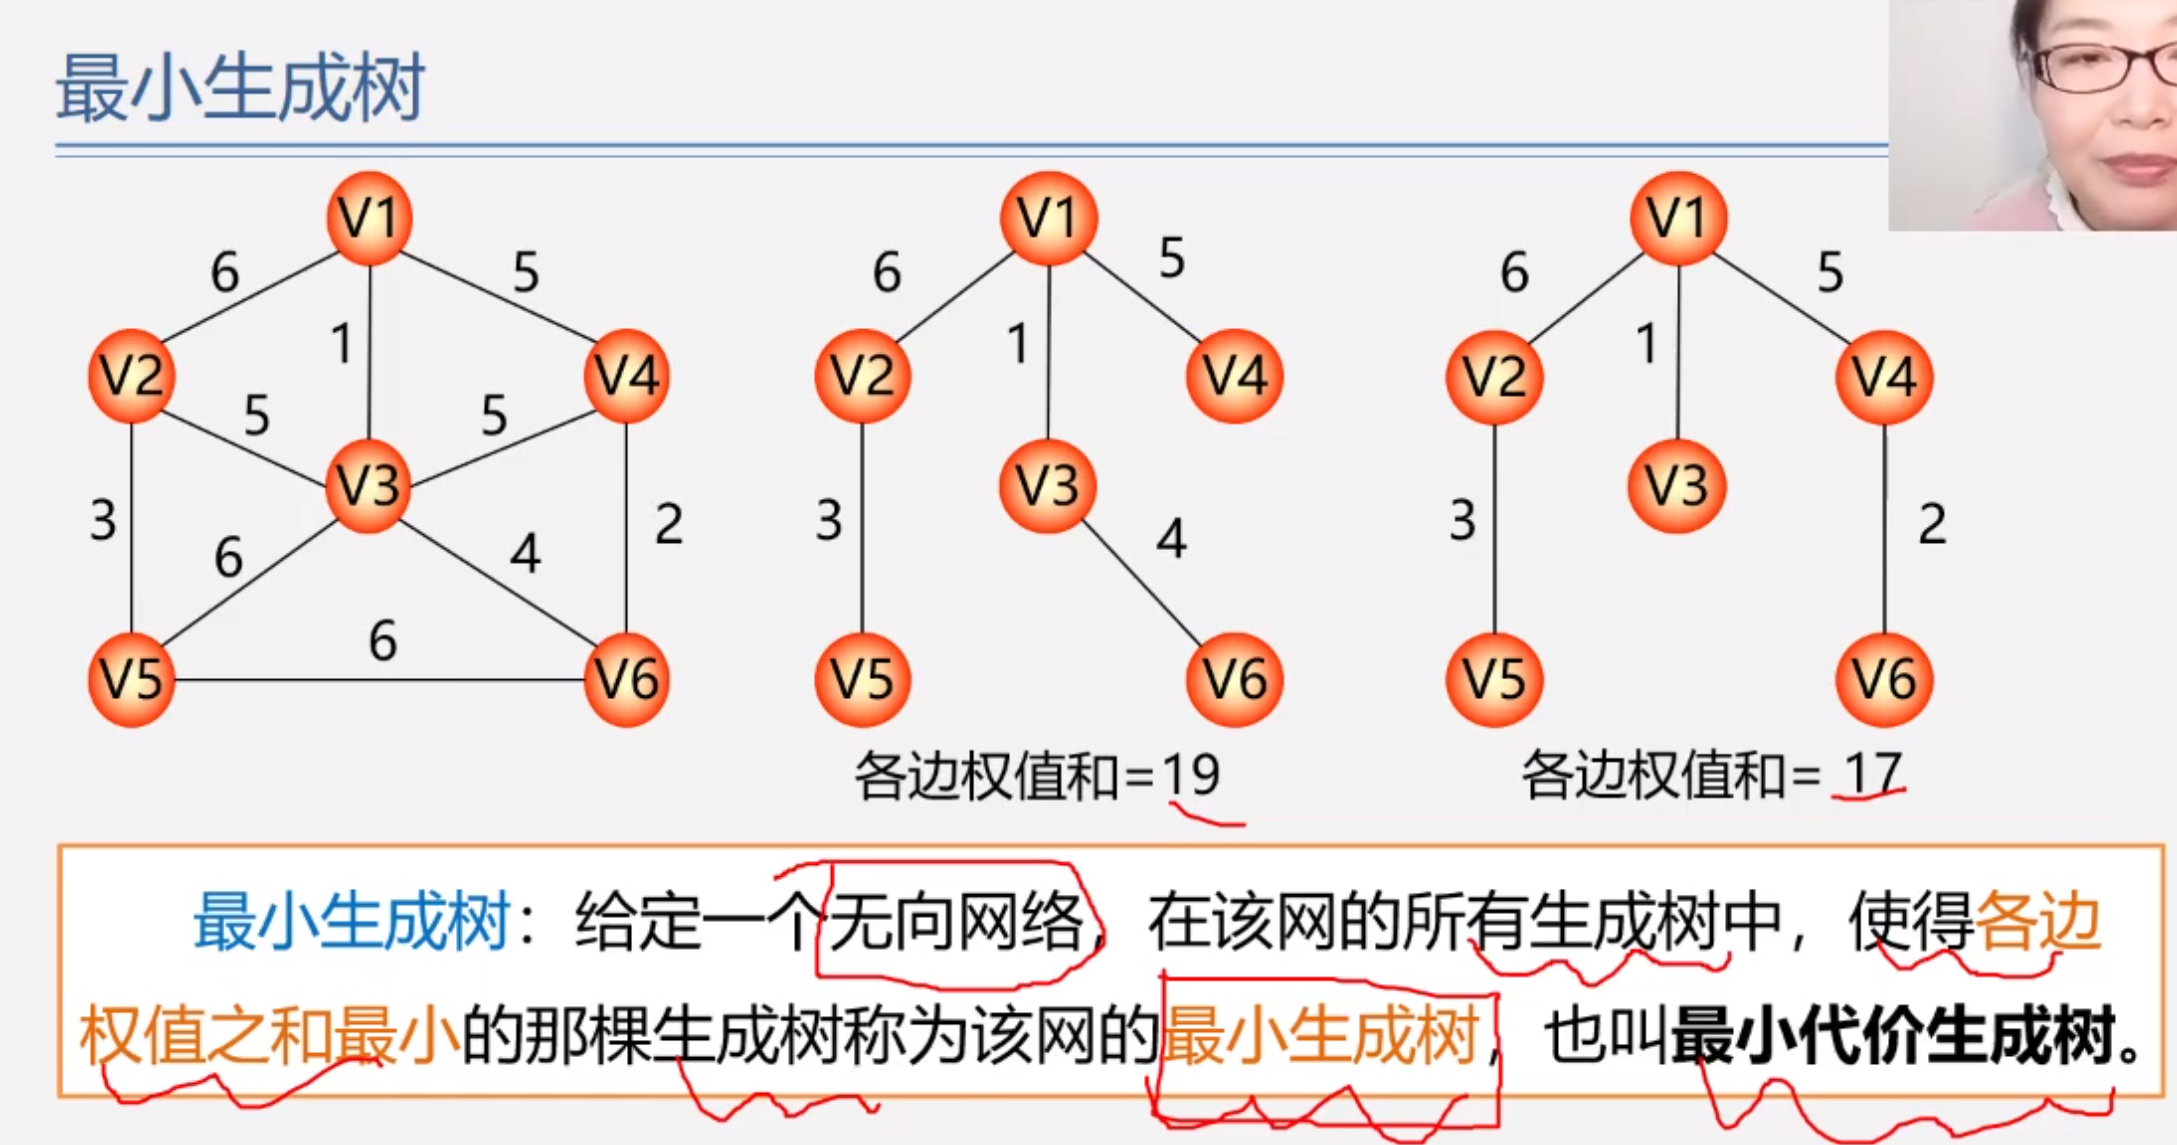 最小生成树
V1 V1 V1
6 5 6 5 6 5
1 1 1
V2 V4 V2 V4 V2 V4
5 5
V3 V3 V3
3 6 4 2 3 4 3 2
6
V5 V6 V5 V6 V5 V6
各边权值和=19 各边权值和= 17
最小生成树：给定一个无向网络，在该网的所有生成树中，使得各边
权值之和最小的那棵生成树称为该网的最小生成树，也叫最小代价生成树。